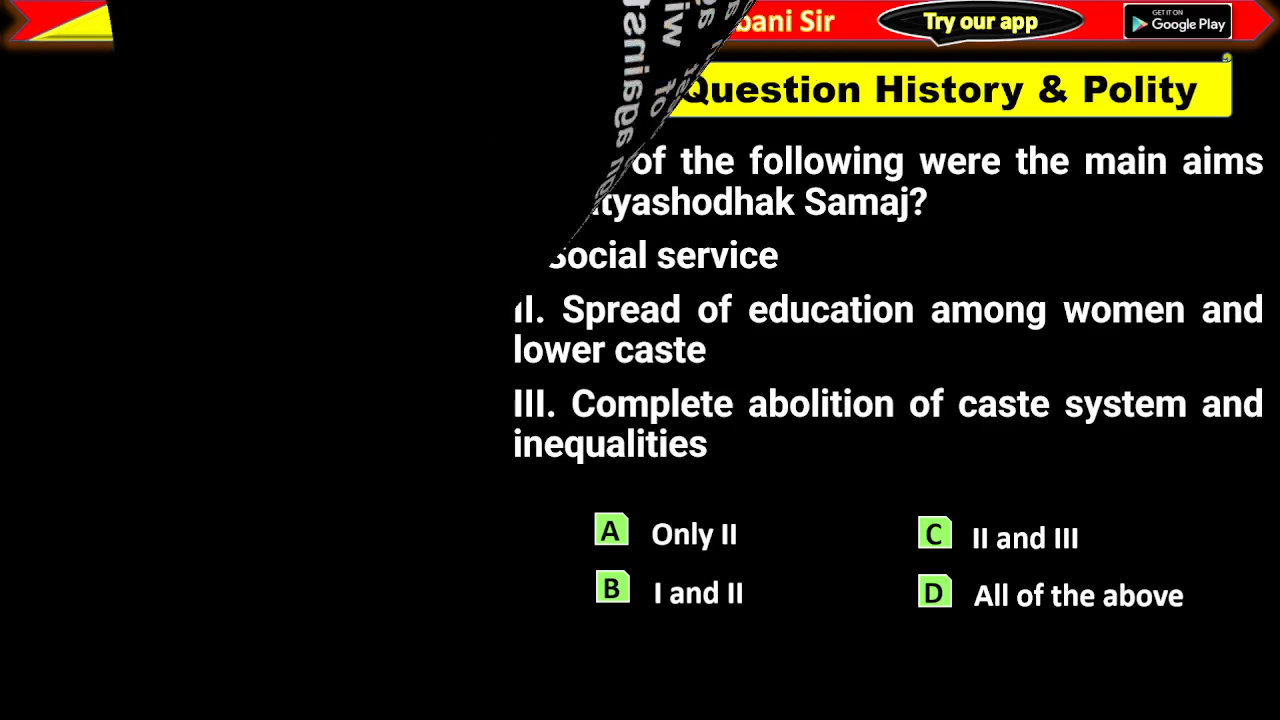 bani Sir
Try our app
GET IT ON
Google Play
Question History & Polity
of the following were the main aims
tyashodhak Samaj?
Social service
II. Spread of education among women and
lower caste
III. Complete abolition of caste system and
inequalities
A Only II
C II and III
B I and II
D All of the above